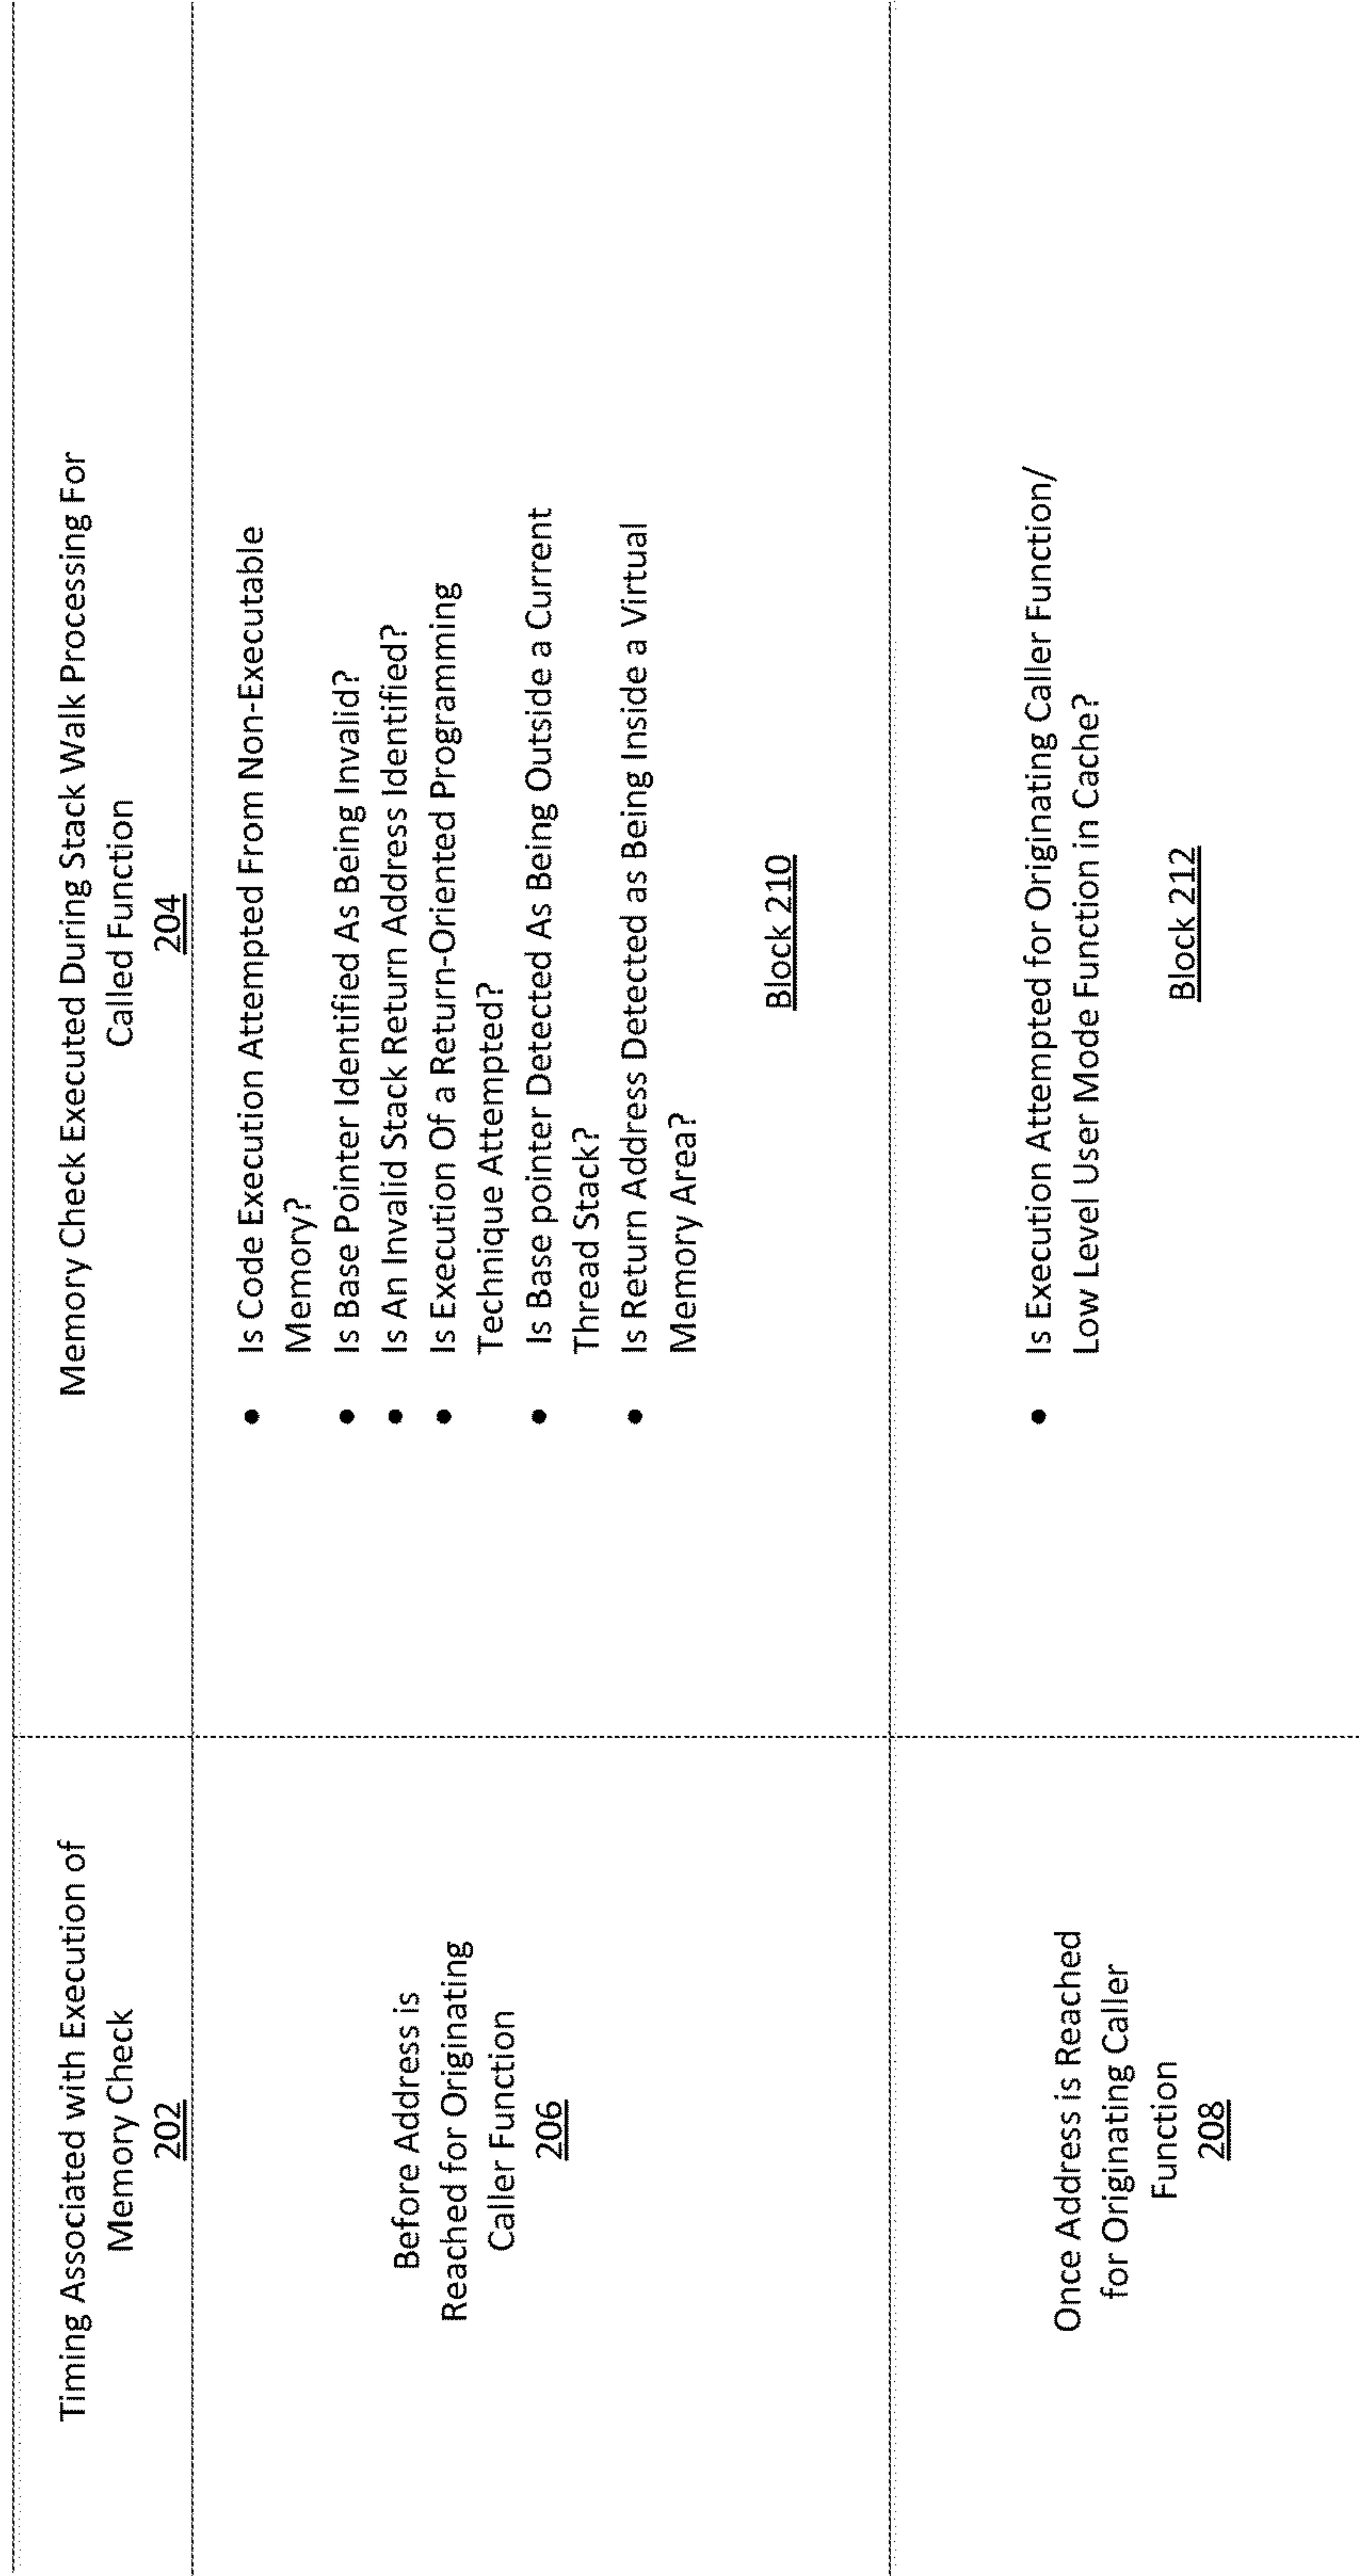 Timing Associated with Execution of
Memory Check
202
Memory Check Executed During Stack Walk Processing For
Called Function
204
Before Address is
Reached for Originating
Caller Function
206
• Is Code Execution Attempted From Non-Executable
Memory?
• Is Base Pointer Identified As Being Invalid?
• Is An Invalid Stack Return Address Identified?
• Is Execution Of a Return-Oriented Programming
Technique Attempted?
• Is Base pointer Detected As Being Outside a Current
Thread Stack?
• Is Return Address Detected as Being Inside a Virtual
Memory Area?
Block 210
Once Address is Reached
for Originating Caller
Function
208
• Is Execution Attempted for Originating Caller Function/
Low Level User Mode Function in Cache?
Block 212